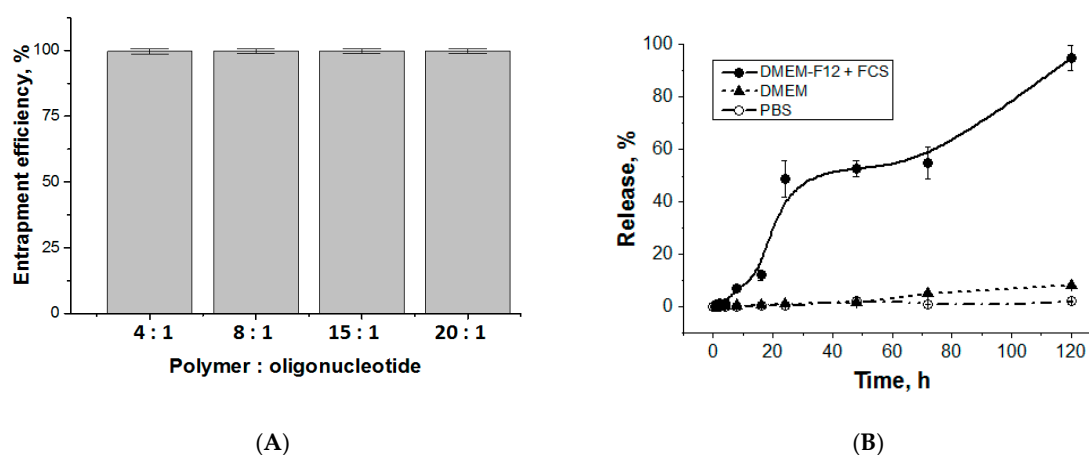 Entrapment efficiency, %
100
75
50
25
0
4 : 1
8 : 1
15 : 1
20 : 1
Polymer : oligonucleotide
(A)
Release, %
100
80
60
40
20
0
DMEM-F12 + FCS
DMEM
PBS
0
20
40
60
80
100
120
Time, h
(B)